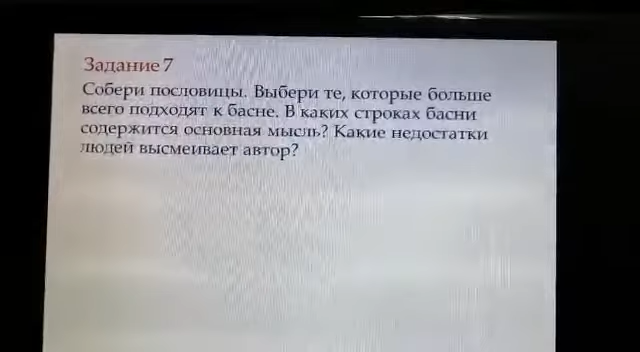 Задание 7
Собери пословицы. Выбери те, которые больше
всего подходят к басне. В каких строках басни
содержится основная мысль? Какие недостатки
людей высмеивает автор?